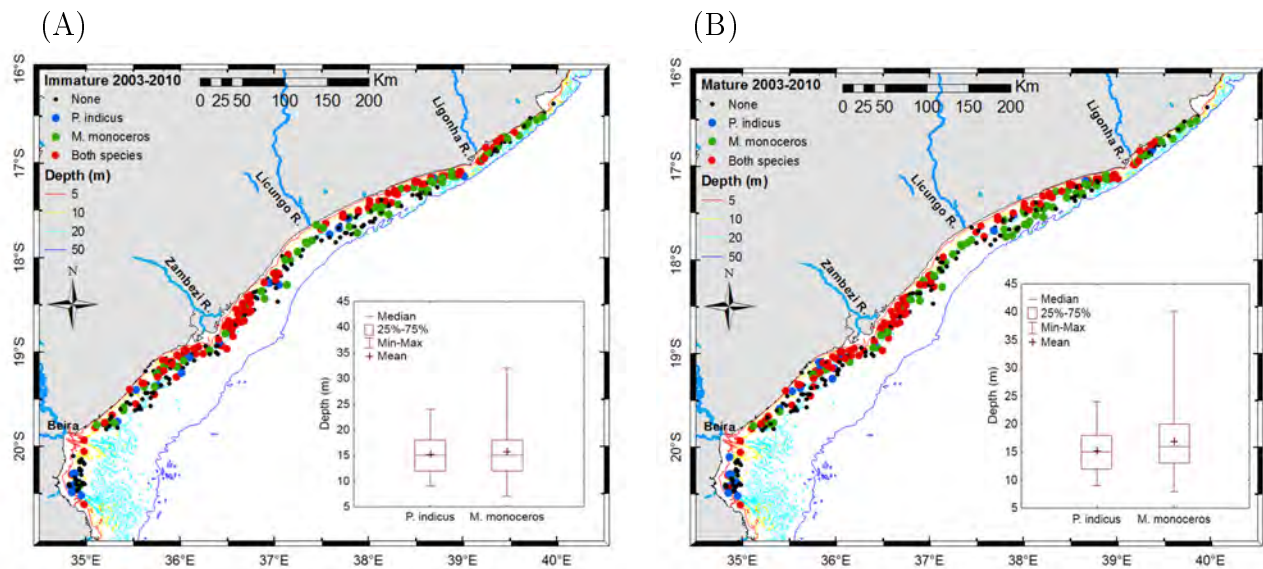 (A)
Immature 2003-2010
None
P. indicus
M. monoceros
Both species
Depth (m)
5
10
20
50
N
Km
0 25 50 100 150 200
Ligonha R.
Licungo R.
Zambezi R.
Beira
16°S
17°S
18°S
19°S
20°S
35°E 36°E 37°E 38°E 39°E 40°E
Median
25%-75%
Min-Max
Mean
Depth (m)
45
40
35
30
25
20
15
10
5
P. indicus M. monoceros
(B)
Mature 2003-2010
None
P. indicus
M. monoceros
Both species
Depth (m)
5
10
20
50
N
Km
0 25 50 100 150 200
Ligonha R.
Licungo R.
Zambezi R.
Beira
16°S
17°S
18°S
19°S
20°S
35°E 36°E 37°E 38°E 39°E 40°E
Median
25%-75%
Min-Max
Mean
Depth (m)
45
40
35
30
25
20
15
10
5
P. indicus M. monoceros